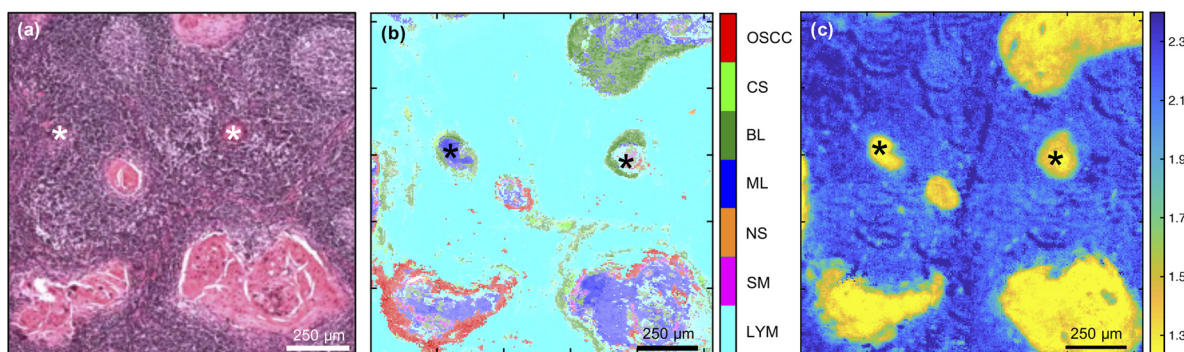 (a)
*
*
250 µm
(b)
*
*
250 µm
OSCC
CS
BL
ML
NS
SM
LYM
(c)
*
*
250 µm
2.3
2.1
1.9
1.7
1.5
1.3